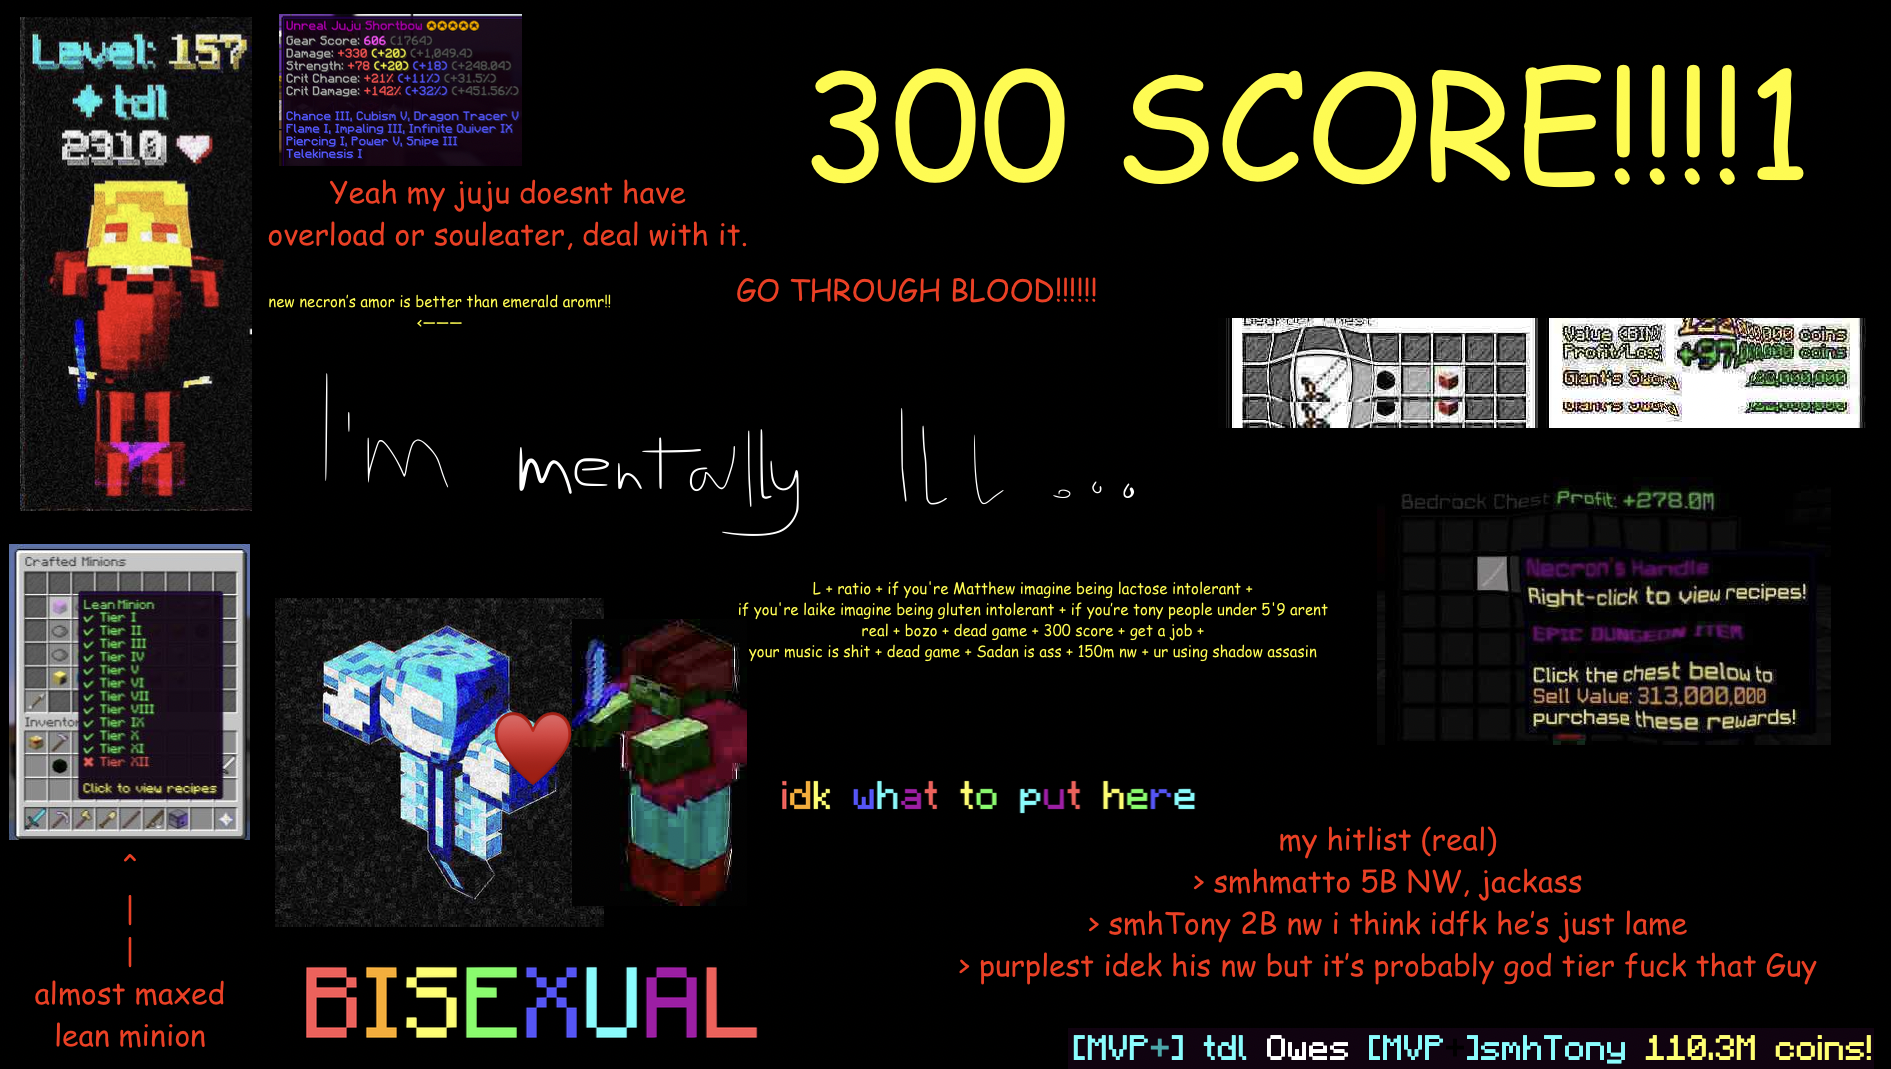 Level: 157
✦ tdl
2910 ❤
Unreal Juju Shortbow ✪✪✪✪✪
Gear Score: 606 (1764)
Damage: +330 (+20) (+1,049.4)
Strength: +78 (+20) (+18) (+248.04)
Crit Chance: +21% (+11%) (+31.5%)
Crit Damage: +142% (+32%) (+451.56%)
Chance III, Cubism V, Dragon Tracer V
Flame I, Impaling III, Infinite Quiver IX
Piercing I, Power V, Snipe III
Telekinesis I
Yeah my juju doesnt have
overload or souleater, deal with it.
300 SCORE!!!!1
GO THROUGH BLOOD!!!!!!
new necron's amor is better than emerald aromr!!
<———
I'm mentally Ill ...
Bedrock Chest
Value (BIN)
000 coins
Profit/Loss
+97,
000 coins
Giant's Sword
Giant's Sword
Bedrock Chest Profit: +278.0M
Necron's Handle
Right-click to view recipes!
EPIC DUNGEON ITEM
Click the chest below to
Sell Value: 313,000,000
purchase these rewards!
Crafted Minions
Lean Minion
✓ Tier I
✓ Tier II
✓ Tier III
✓ Tier IV
✓ Tier V
✓ Tier VI
✓ Tier VII
✓ Tier VIII
✓ Tier IX
✓ Tier X
✓ Tier XI
✖ Tier XII
Click to view recipes
Inventor
^
|
|
almost maxed
lean minion
L + ratio + if you're Matthew imagine being lactose intolerant +
if you're laike imagine being gluten intolerant + if you're tony people under 5'9 arent
real + bozo + dead game + 300 score + get a job +
your music is shit + dead game + Sadan is ass + 150m nw + ur using shadow assasin
idk what to put here
my hitlist (real)
> smhmatto 5B NW, jackass
> smhTony 2B nw i think idfk he's just lame
> purplest idek his nw but it's probably god tier fuck that Guy
BISEXUAL
[MVP+] tdl Owes [MVP+]smhTony 110.3M coins!